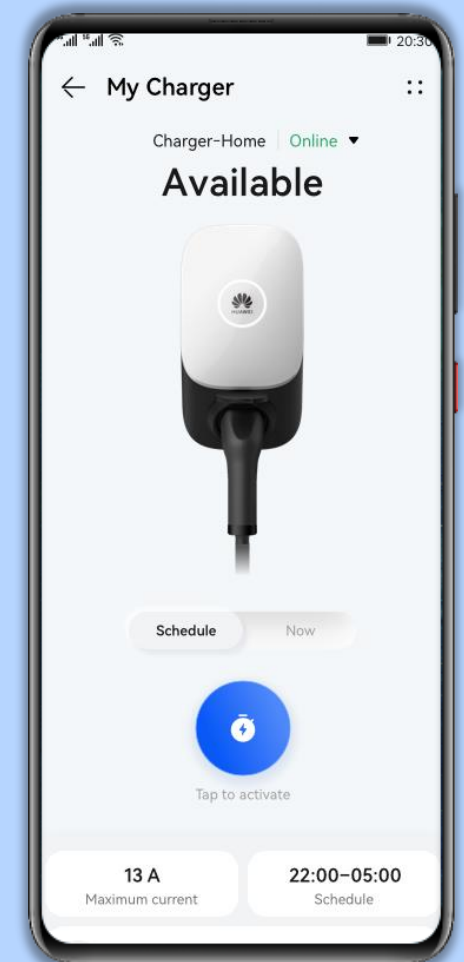 20:30
My Charger
Charger-Home | Online
Available
HUAWEI
Schedule Now
Tap to activate
13 A 22:00-05:00
Maximum current Schedule